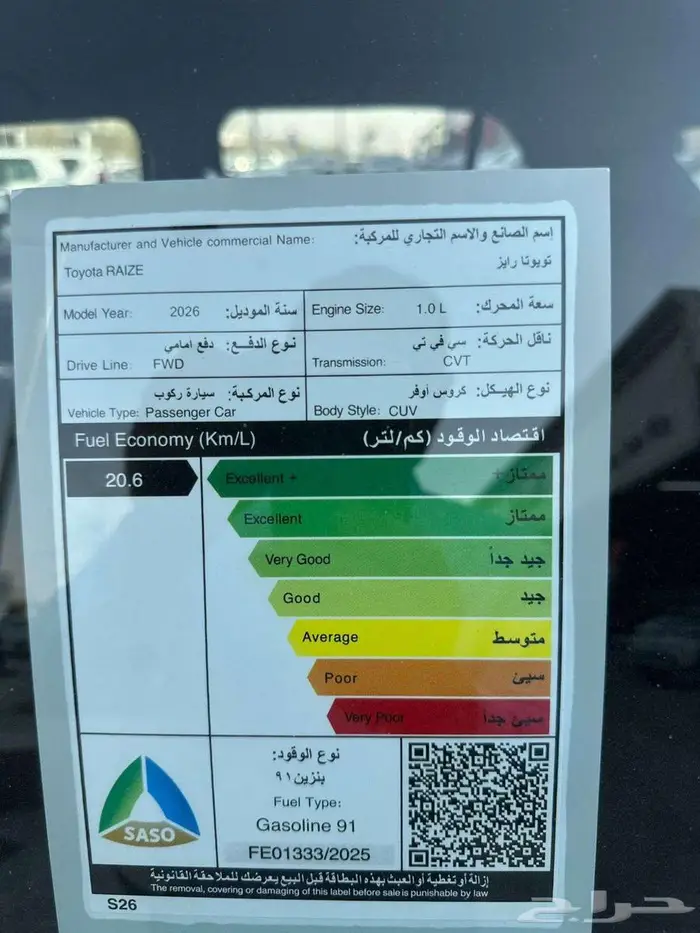 Manufacturer and Vehicle commercial Name: إسم الصانع والاسم التجاري للمركبة:
Toyota RAIZE تويوتا رايز
Model Year: 2026 سنة الموديل:
Engine Size: 1.0 L سعة المحرك:
نوع الدفـع: دفع امامي
Drive Line: FWD
ناقل الحركة: سي في تي
Transmission: CVT
نوع المركبة: سيارة ركوب
Vehicle Type: Passenger Car
نوع الهيكل: كروس أوفر
Body Style: CUV
Fuel Economy (Km/L) اقتصاد الوقود (كم/لتر)
20.6
Excellent + ممتاز+
Excellent ممتاز
Very Good جيد جداً
Good جيد
Average متوسط
Poor سيئ
Very Poor سيئ جداً
SASO
نوع الوقود:
بنزين ٩١
Fuel Type:
Gasoline 91
FE01333/2025
إزالة أو تغطية أو العبث بهذه البطاقة قبل البيع يعرضك للملاحقة القانونية
The removal, covering or damaging of this label before sale is punishable by law
S26
حراج